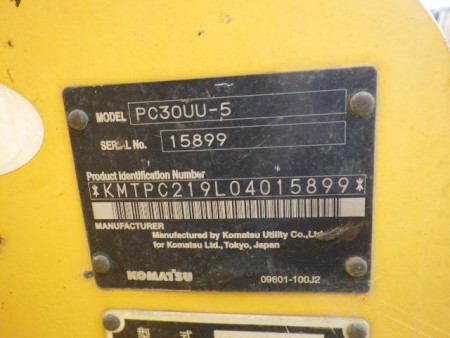 MODEL PC30UU-5
SERIAL No. 15899
Product Identification Number
*KMTPC219L04015899*
MANUFACTURER
Manufactured by Komatsu Utility Co.,Ltd.
for Komatsu Ltd.,Tokyo, Japan
KOMATSU 09601-100J2